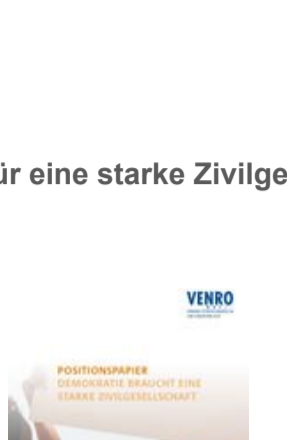 ür eine starke Zivilge
VENRO
POSITIONSPAPIER
DEMOKRATIE BRAUCHT EINE
STARKE ZIVILGESELLSCHAFT